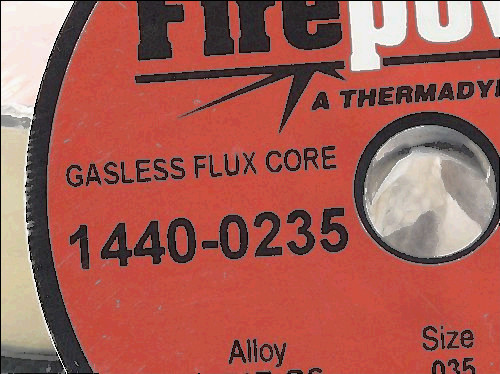 Firepow
A THERMADY
GASLESS FLUX CORE
1440-0235
Alloy Size
035